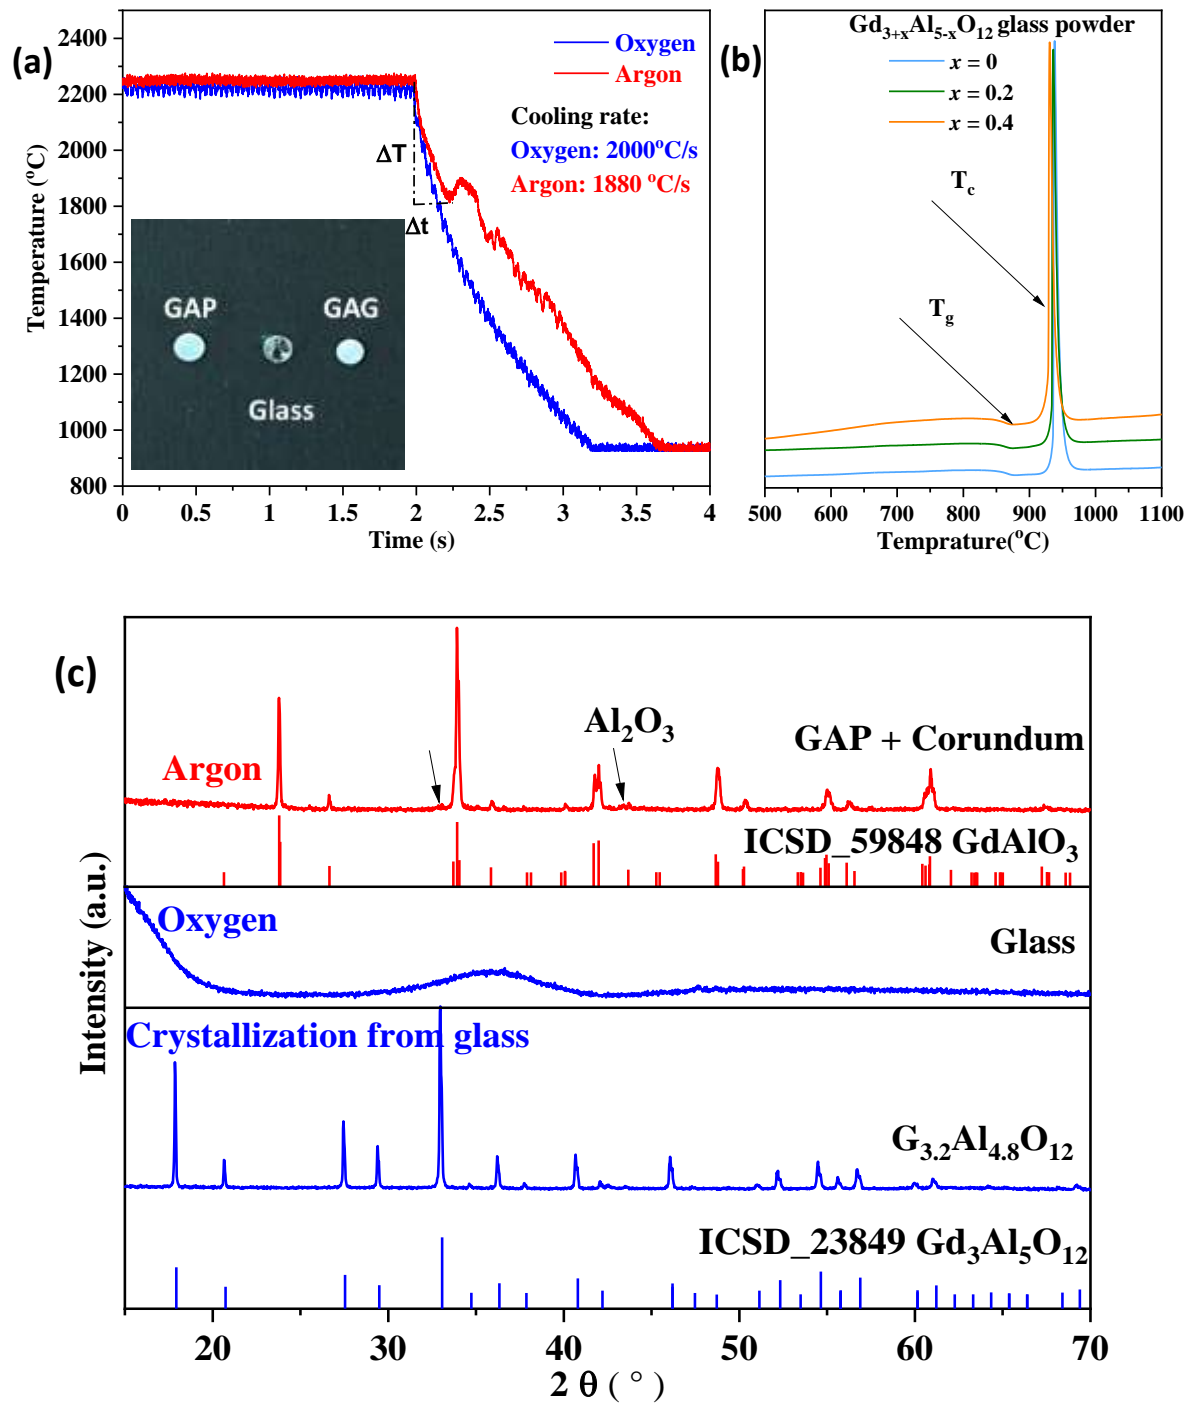 (a)
2400
2200
2000
1800
1600
1400
1200
1000
800
Temperature (°C)
Oxygen
Argon
Cooling rate:
Oxygen: 2000°C/s
Argon: 1880 °C/s
ΔT
Δt
GAP
GAG
Glass
0 0.5 1 1.5 2 2.5 3 3.5 4
Time (s)
(b)
Gd₃₊ₓAl₅₋ₓO₁₂ glass powder
x = 0
x = 0.2
x = 0.4
T_c
T_g
500 600 700 800 900 1000 1100
Temprature(°C)
(c)
Intensity (a.u.)
Argon
Al₂O₃
GAP + Corundum
ICSD_59848 GdAlO₃
Oxygen
Glass
Crystallization from glass
G₃.₂Al₄.₈O₁₂
ICSD_23849 Gd₃Al₅O₁₂
20 30 40 50 60 70
2 θ ( ° )